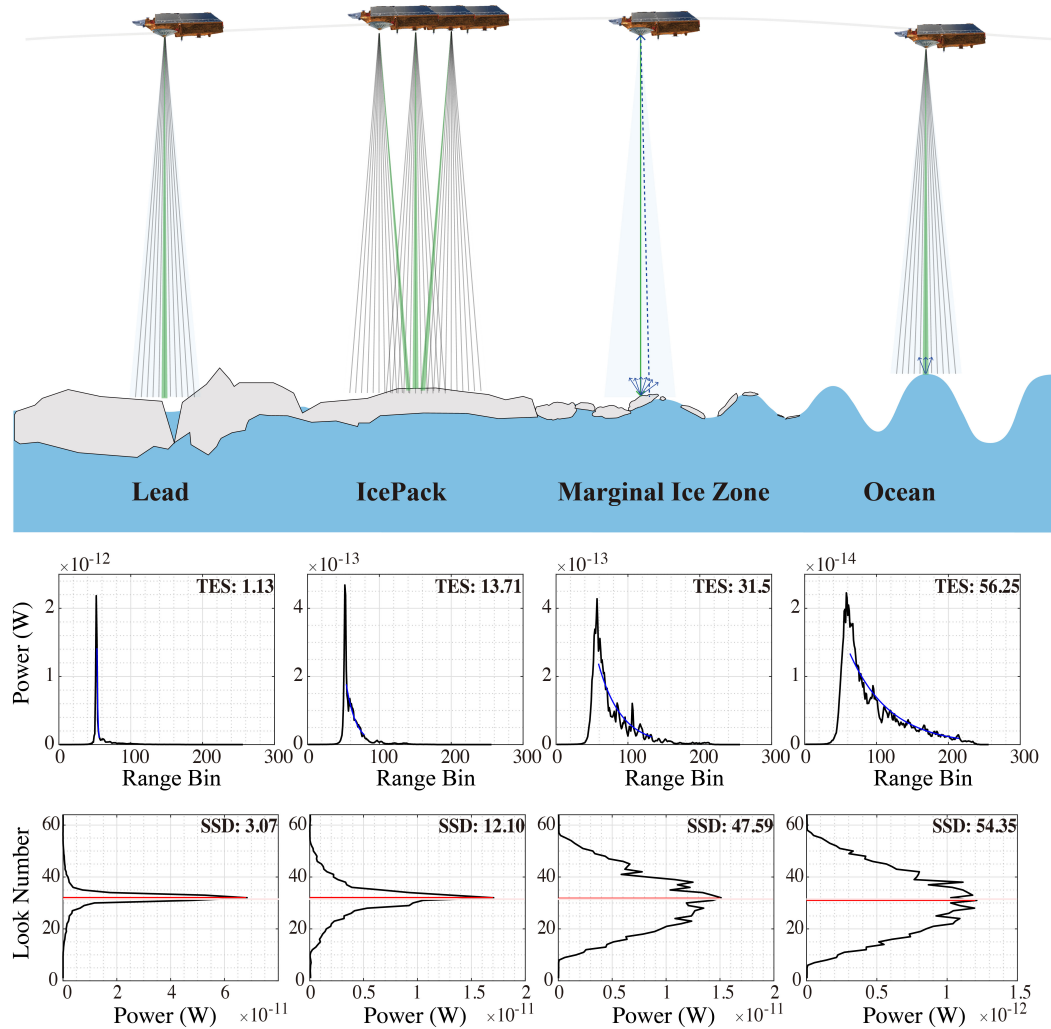 Lead IcePack Marginal Ice Zone Ocean
×10⁻¹² ×10⁻¹³ ×10⁻¹³ ×10⁻¹⁴
TES: 1.13 TES: 13.71 TES: 31.5 TES: 56.25
Power (W)
2 1 0
4 2 0
4 2 0
2 1 0
0 100 200 300 0 100 200 300 0 100 200 300 0 100 200 300
Range Bin Range Bin Range Bin Range Bin
SSD: 3.07 SSD: 12.10 SSD: 47.59 SSD: 54.35
Look Number
60 40 20 0
60 40 20 0
60 40 20 0
60 40 20 0
0 2 4 6 8 0 0.5 1 1.5 2 0 0.5 1 1.5 2 0 0.5 1 1.5
Power (W) ×10⁻¹¹ Power (W) ×10⁻¹¹ Power (W) ×10⁻¹¹ Power (W) ×10⁻¹²